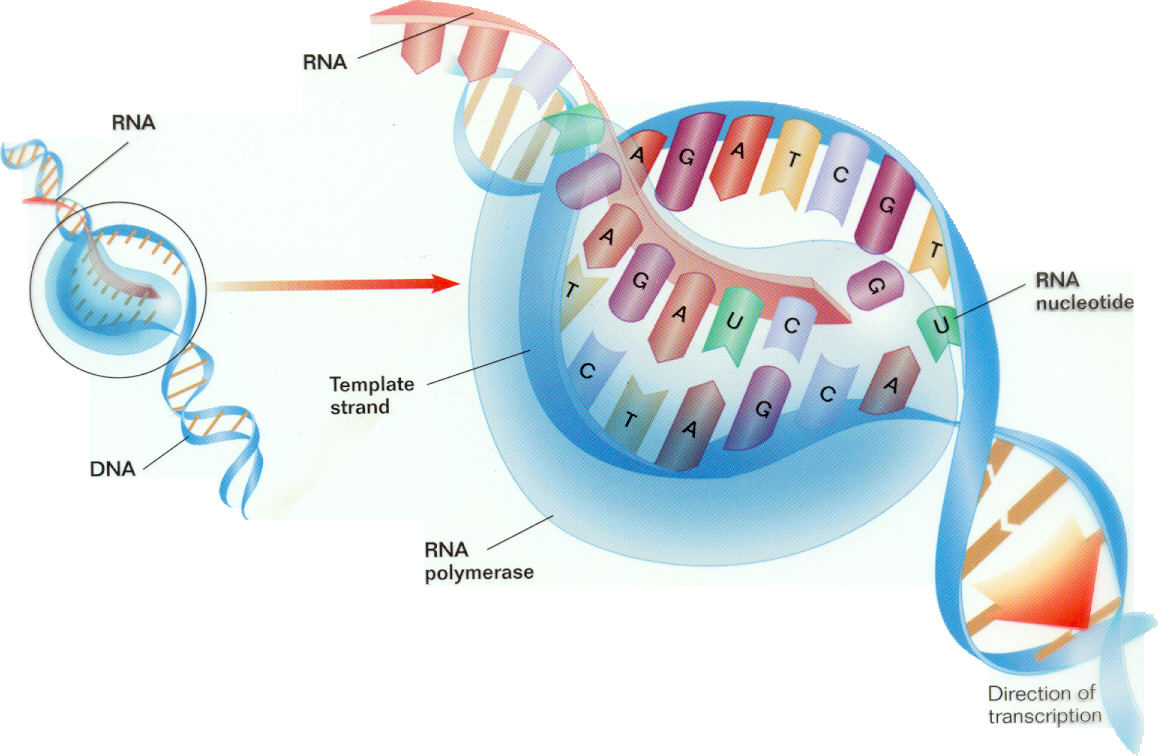 RNA
RNA
DNA
A G A T C G T
A G A U C
G
U
T C T A G C A
RNA
nucleotide
Template
strand
RNA
polymerase
Direction of
transcription